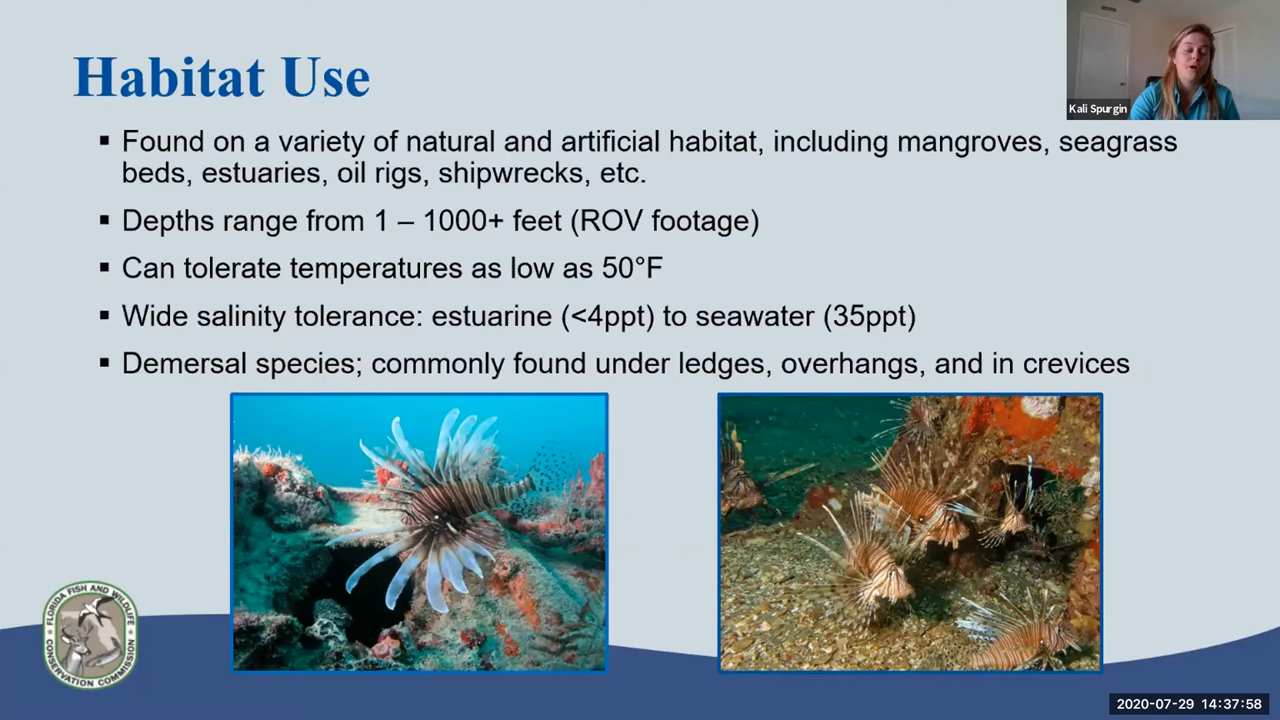 Habitat Use
Kali Spurgin
▪ Found on a variety of natural and artificial habitat, including mangroves, seagrass
beds, estuaries, oil rigs, shipwrecks, etc.
▪ Depths range from 1 – 1000+ feet (ROV footage)
▪ Can tolerate temperatures as low as 50°F
▪ Wide salinity tolerance: estuarine (<4ppt) to seawater (35ppt)
▪ Demersal species; commonly found under ledges, overhangs, and in crevices
FLORIDA FISH AND WILDLIFE
CONSERVATION COMMISSION
2020-07-29 14:37:58